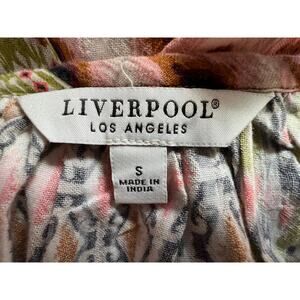 LIVERPOOL®
LOS ANGELES
S
MADE IN
INDIA